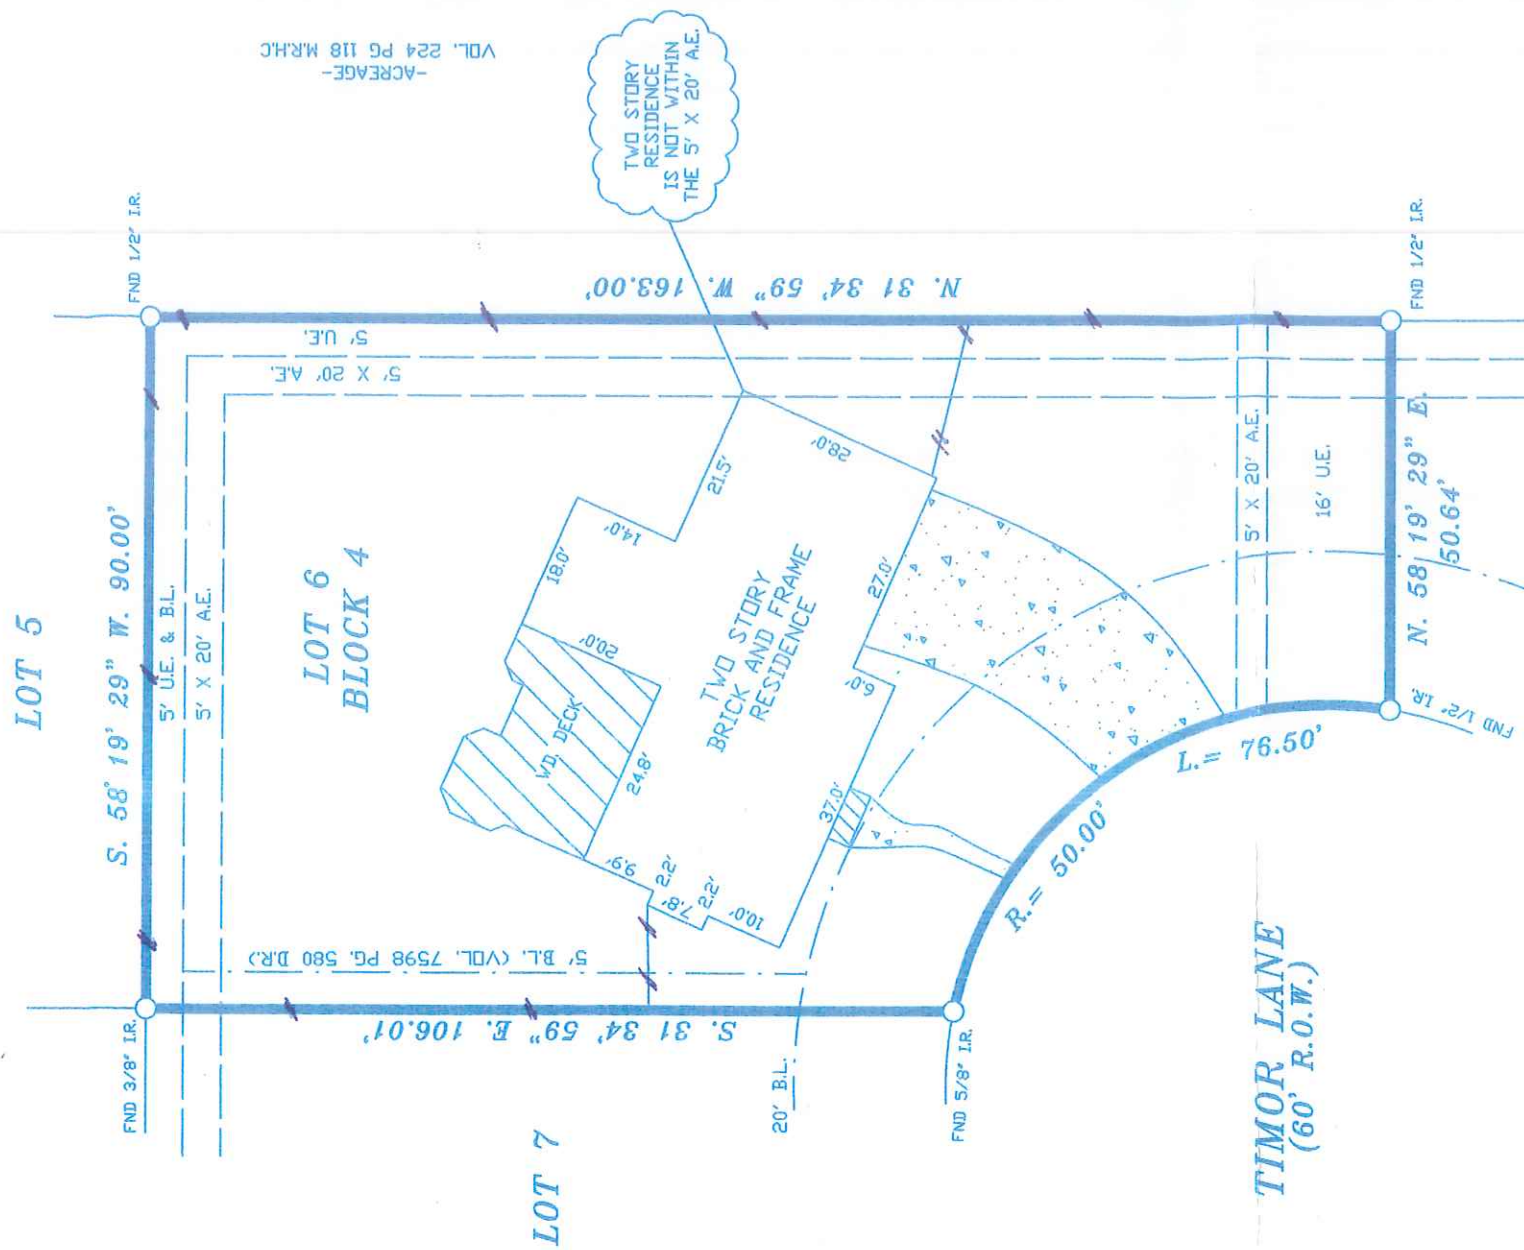 -ACREAGE-
VOL. 224 PG 118 M.R.H.C
TWO STORY
RESIDENCE
IS NOT WITHIN
THE 5' X 20' A.E.
FND 1/2" I.R.
N. 31 34' 59" W. 163.00'
FND 1/2" I.R.
5' U.E.
5' X 20' A.E.
LOT 5
S. 58° 19' 29" W. 90.00'
5' U.E. & B.L.
5' X 20' A.E.
LOT 6
BLOCK 4
21.5'
28.0'
14.0'
18.0'
20.0'
WD. DECK
24.8'
TWO STORY
BRICK AND FRAME
RESIDENCE
27.0'
6.0'
37.0'
9.9'
2.2'
7.8'
2.2'
10.0'
5' X 20' A.E.
16' U.E.
N. 58° 19' 29" E.
50.64'
FND 1/2" I.R.
L.= 76.50'
R.= 50.00'
5' B.L. (VOL. 7598 PG. 580 D.R.)
S. 31 34' 59" E. 106.01'
FND 3/8" I.R.
20' B.L.
FND 5/8" I.R.
LOT 7
TIMOR LANE
(60' R.O.W.)